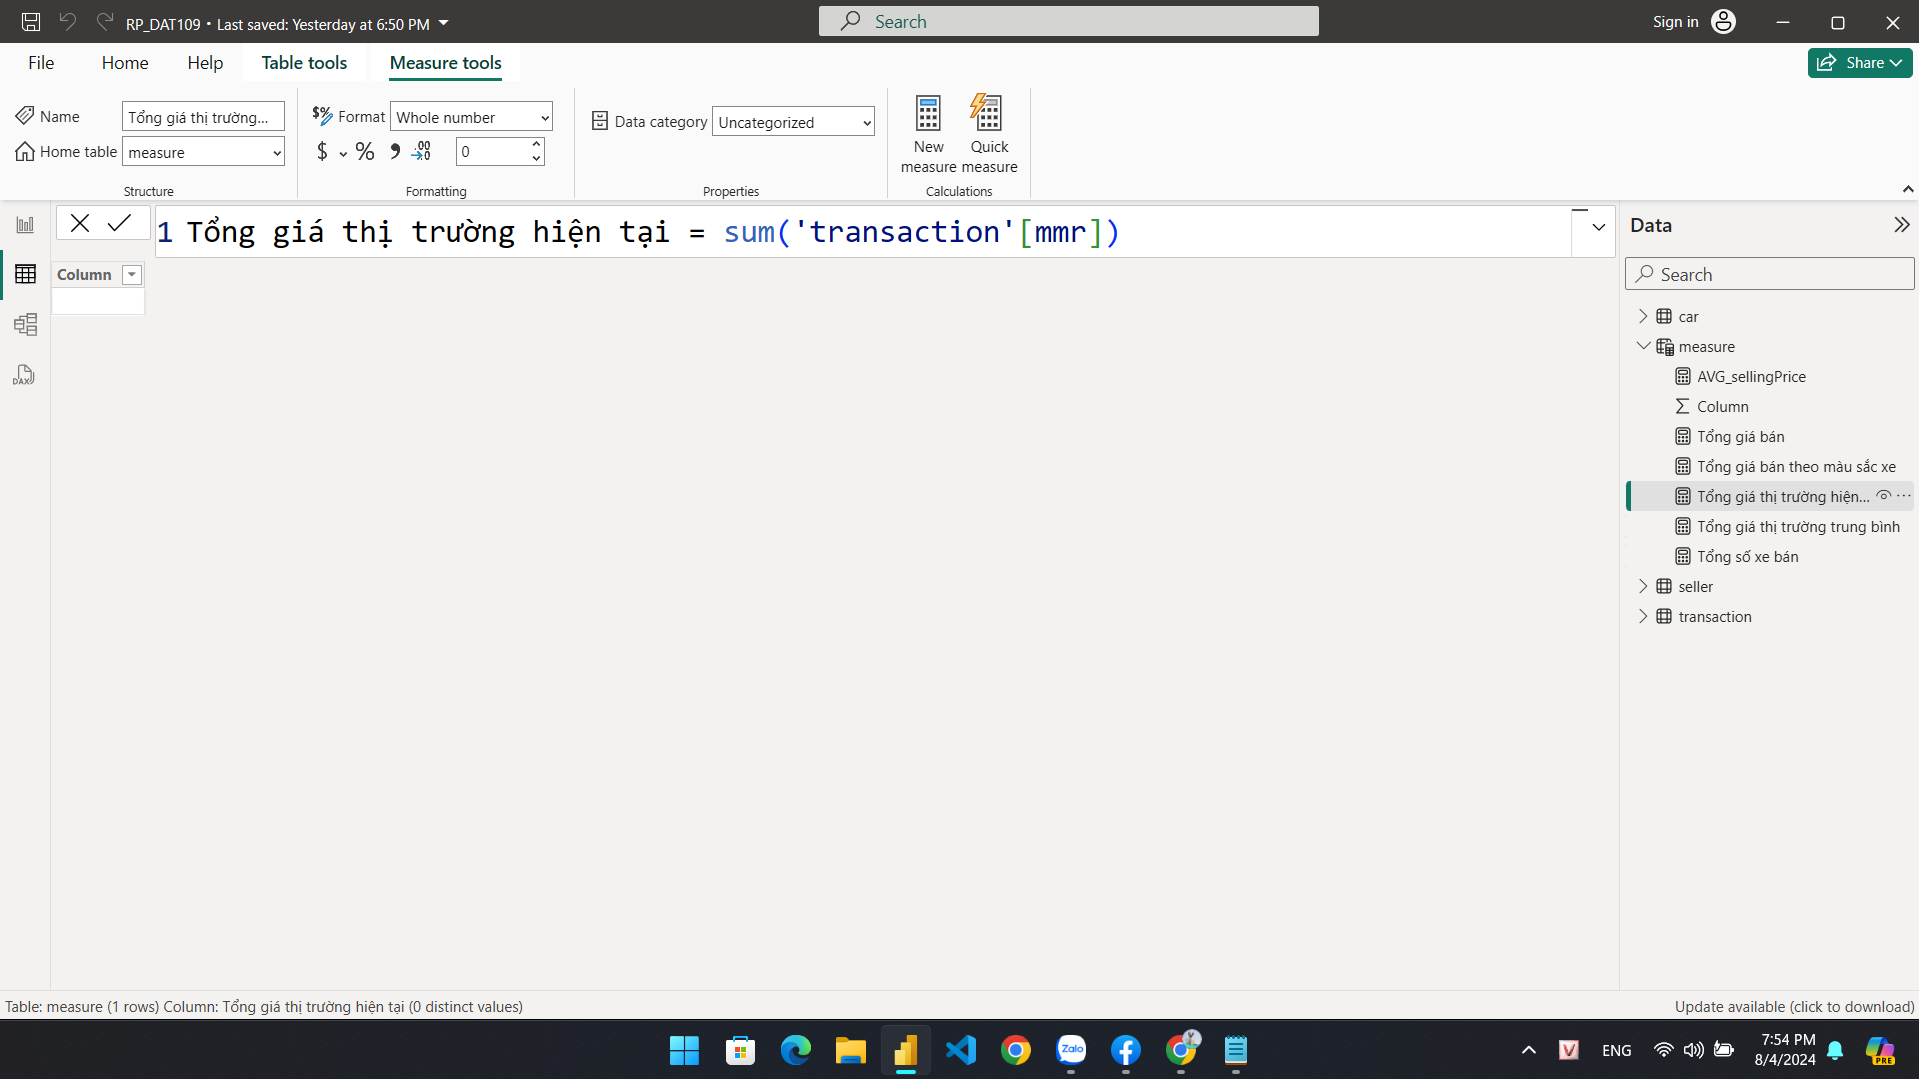 RP_DAT109 • Last saved: Yesterday at 6:50 PM
Search
Sign in
File
Home
Help
Table tools
Measure tools
Share
Name
Tổng giá thị trường...
Home table
measure
Structure
Format
Whole number
$
%
,
.00
→0
0
Formatting
Data category
Uncategorized
Properties
New
measure
Quick
measure
Calculations
1 Tổng giá thị trường hiện tại = sum('transaction'[mmr])
Column
DAX
Data
Search
car
measure
AVG_sellingPrice
Column
Tổng giá bán
Tổng giá bán theo màu sắc xe
Tổng giá thị trường hiện...
Tổng giá thị trường trung bình
Tổng số xe bán
seller
transaction
Table: measure (1 rows) Column: Tổng giá thị trường hiện tại (0 distinct values)
Update available (click to download)
Zalo
V
ENG
7:54 PM
8/4/2024
PRE